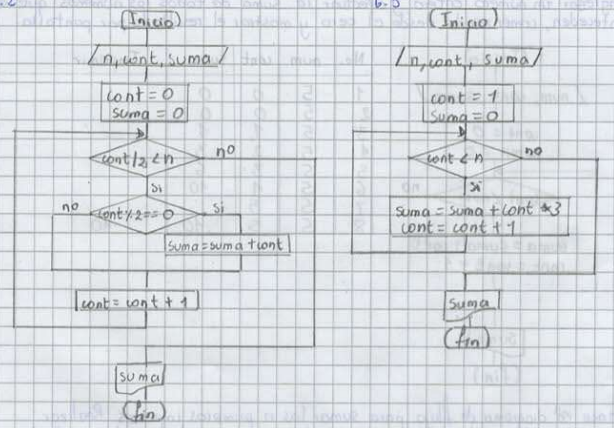 (Inicio)
/n, cont, suma/
cont = 0
suma = 0
cont/2 < n
no
si
cont%2 == 0
no
si
suma = suma + cont
cont = cont + 1
suma
(fin)
(Inicio)
/n, cont, suma/
cont = 1
suma = 0
cont < n
no
si
suma = suma + cont *3
cont = cont + 1
suma
(fin)